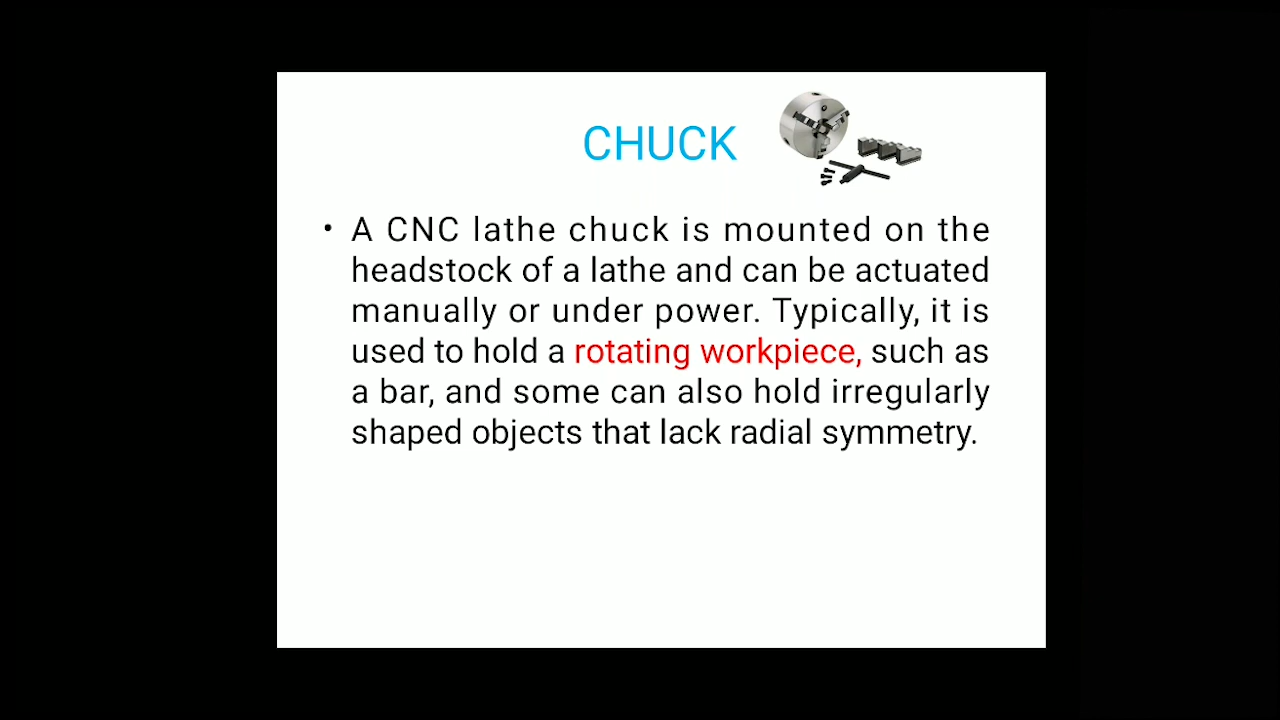 CHUCK
• A CNC lathe chuck is mounted on the
headstock of a lathe and can be actuated
manually or under power. Typically, it is
used to hold a rotating workpiece, such as
a bar, and some can also hold irregularly
shaped objects that lack radial symmetry.